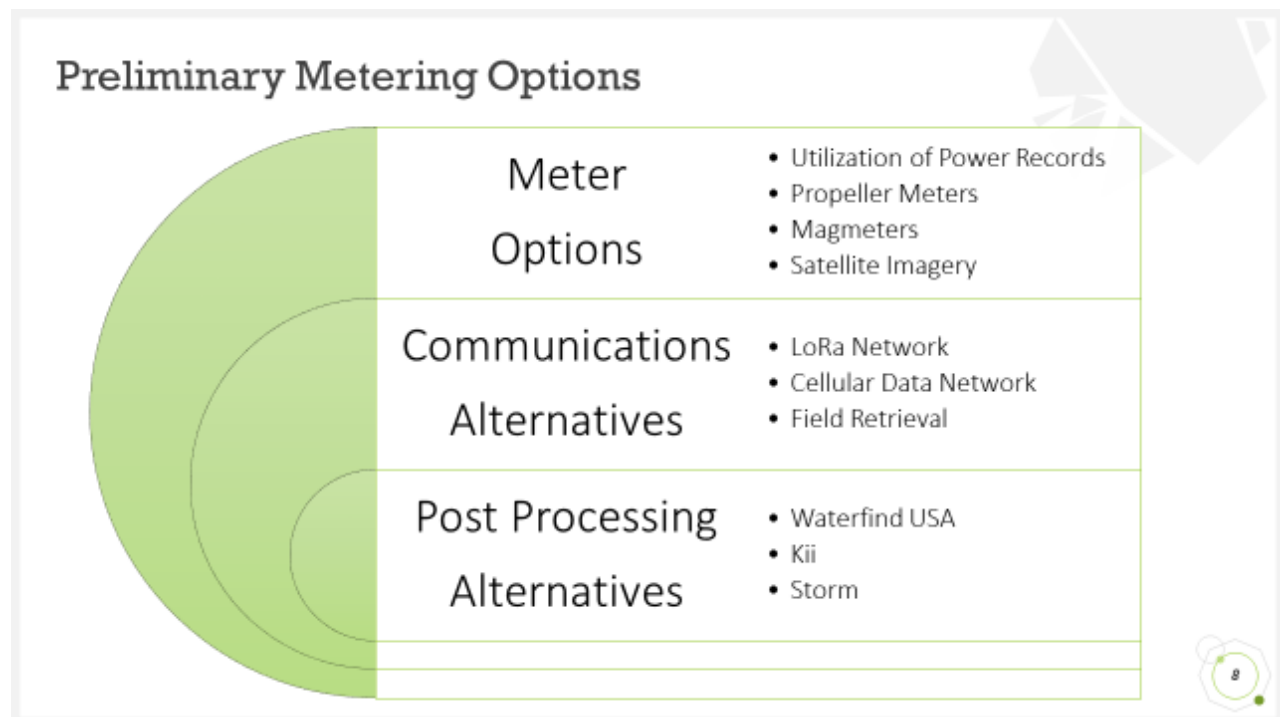 Preliminary Metering Options
Meter
Options
• Utilization of Power Records
• Propeller Meters
• Magmeters
• Satellite Imagery
Communications
Alternatives
• LoRa Network
• Cellular Data Network
• Field Retrieval
Post Processing
Alternatives
• Waterfind USA
• Kii
• Storm
8